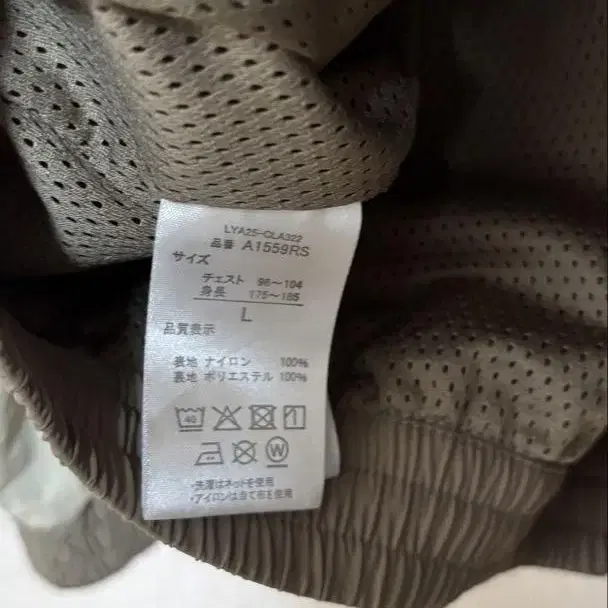 LYA25-CLA322
品番 A1559RS
サイズ
チェスト 96～104
身長 175～185
L
品質表示
表地 ナイロン 100%
裏地 ポリエステル 100%
40
W
・洗濯はネットを使用
・アイロンは当て布を使用